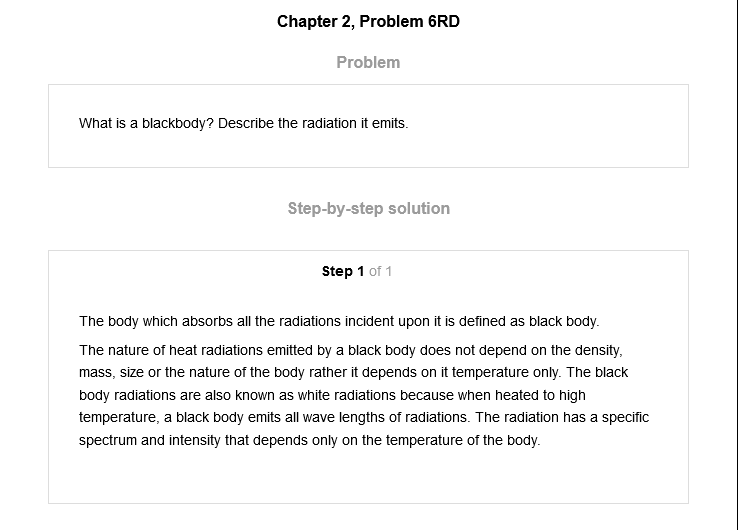 Chapter 2, Problem 6RD
Problem
What is a blackbody? Describe the radiation it emits.
Step-by-step solution
Step 1 of 1
The body which absorbs all the radiations incident upon it is defined as black body.
The nature of heat radiations emitted by a black body does not depend on the density,
mass, size or the nature of the body rather it depends on it temperature only. The black
body radiations are also known as white radiations because when heated to high
temperature, a black body emits all wave lengths of radiations. The radiation has a specific
spectrum and intensity that depends only on the temperature of the body.